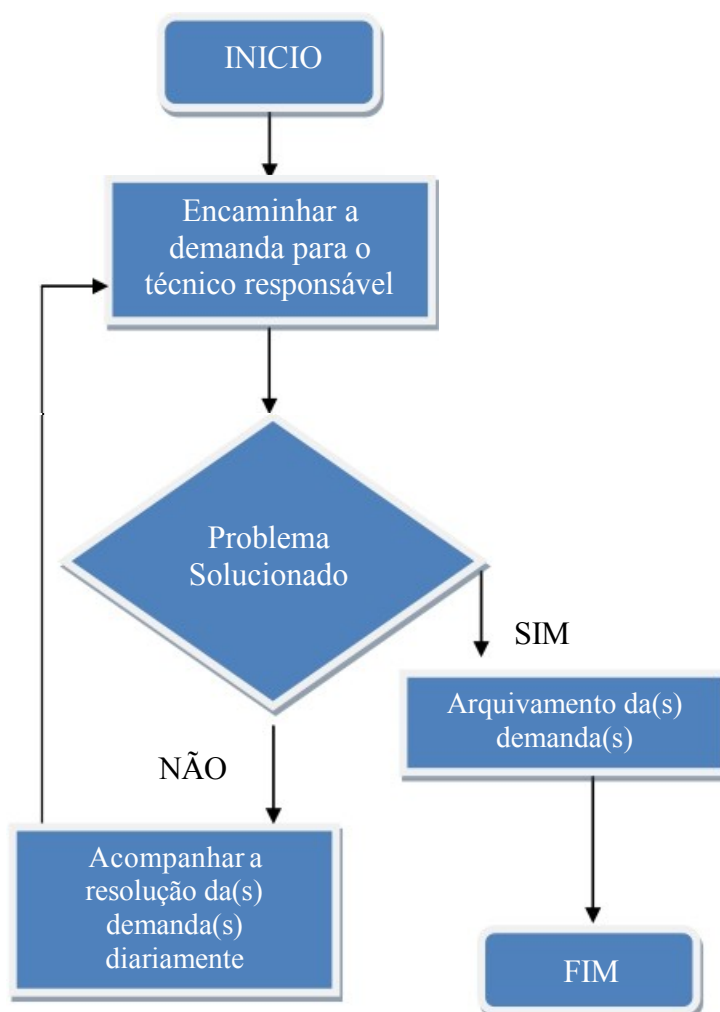 INICIO
Encaminhar a
demanda para o
técnico responsável
Problema
Solucionado
SIM
Arquivamento da(s)
demanda(s)
NÃO
Acompanhar a
resolução da(s)
demanda(s)
diariamente
FIM